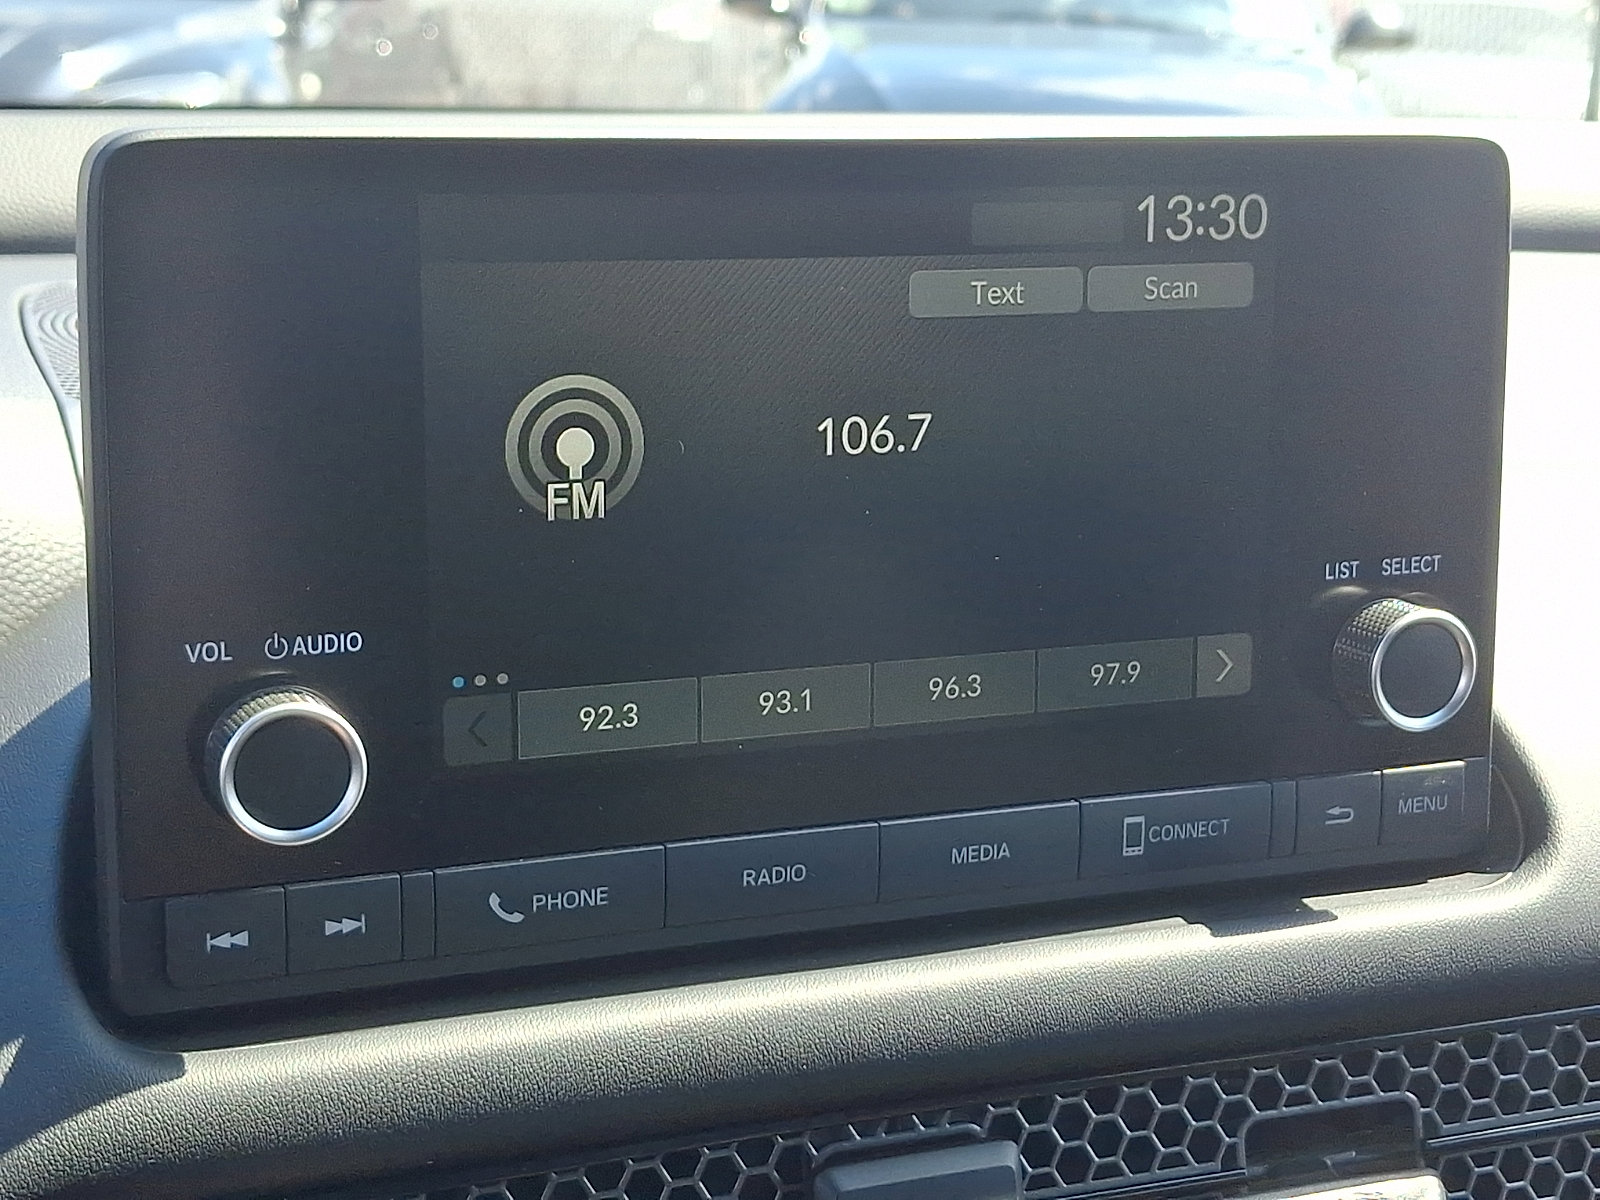 13:30
Text Scan
106.7
FM
LIST SELECT
VOL AUDIO
92.3 93.1 96.3 97.9
PHONE RADIO MEDIA CONNECT MENU